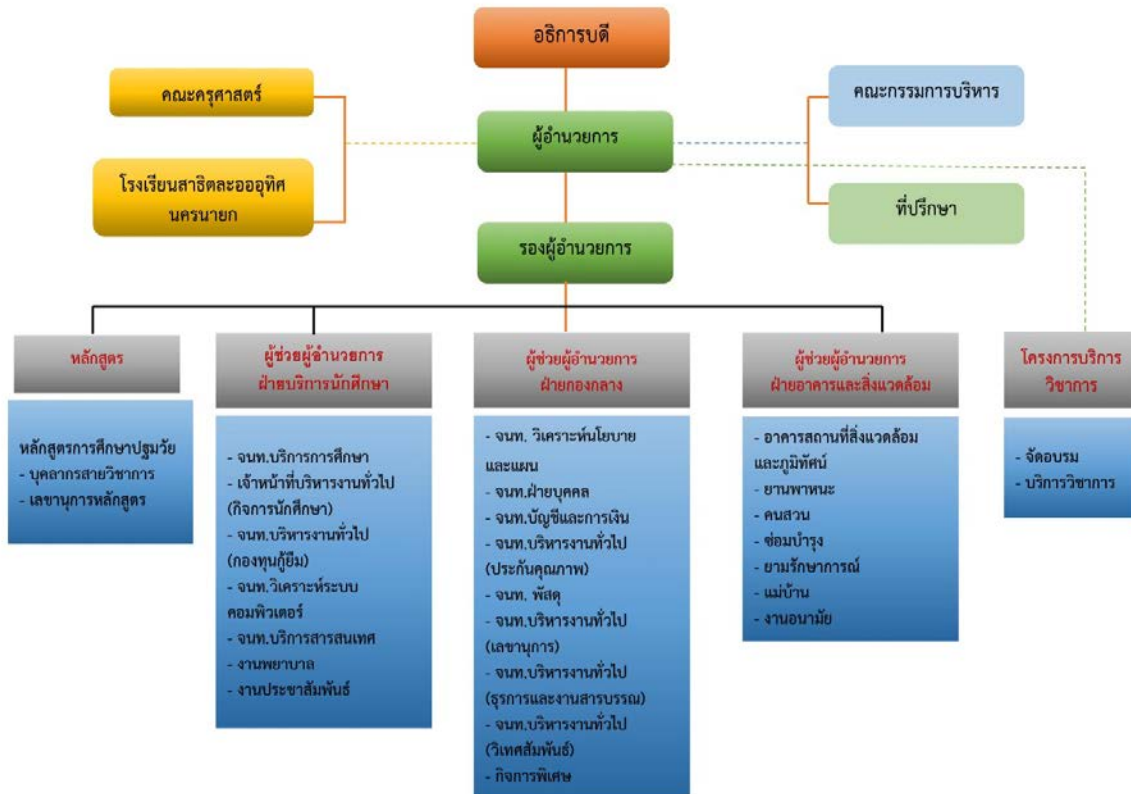 อธิการบดี
คณะครุศาสตร์
คณะกรรมการบริหาร
ผู้อำนวยการ
โรงเรียนสาธิตละอออุทิศ
นครนายก
ที่ปรึกษา
รองผู้อำนวยการ
หลักสูตร
หลักสูตรการศึกษาปฐมวัย
- บุคลากรสายวิชาการ
- เลขานุการหลักสูตร
ผู้ช่วยผู้อำนวยการ
ฝ่ายบริการนักศึกษา
- จนท.บริการการศึกษา
- เจ้าหน้าที่บริหารงานทั่วไป
(กิจการนักศึกษา)
- จนท.บริหารงานทั่วไป
(กองทุนกู้ยืม)
- จนท.วิเคราะห์ระบบ
คอมพิวเตอร์
- จนท.บริการสารสนเทศ
- งานพยาบาล
- งานประชาสัมพันธ์
ผู้ช่วยผู้อำนวยการ
ฝ่ายกองกลาง
- จนท. วิเคราะห์นโยบาย
และแผน
- จนท.ฝ่ายบุคคล
- จนท.บัญชีและการเงิน
- จนท.บริหารงานทั่วไป
(ประกันคุณภาพ)
- จนท. พัสดุ
- จนท.บริหารงานทั่วไป
(เลขานุการ)
- จนท.บริหารงานทั่วไป
(ธุรการและงานสารบรรณ)
- จนท.บริหารงานทั่วไป
(วิเทศสัมพันธ์)
- กิจการพิเศษ
ผู้ช่วยผู้อำนวยการ
ฝ่ายอาคารและสิ่งแวดล้อม
- อาคารสถานที่สิ่งแวดล้อม
และภูมิทัศน์
- ยานพาหนะ
- คนสวน
- ซ่อมบำรุง
- ยามรักษาการณ์
- แม่บ้าน
- งานอนามัย
โครงการบริการ
วิชาการ
- จัดอบรม
- บริการวิชาการ